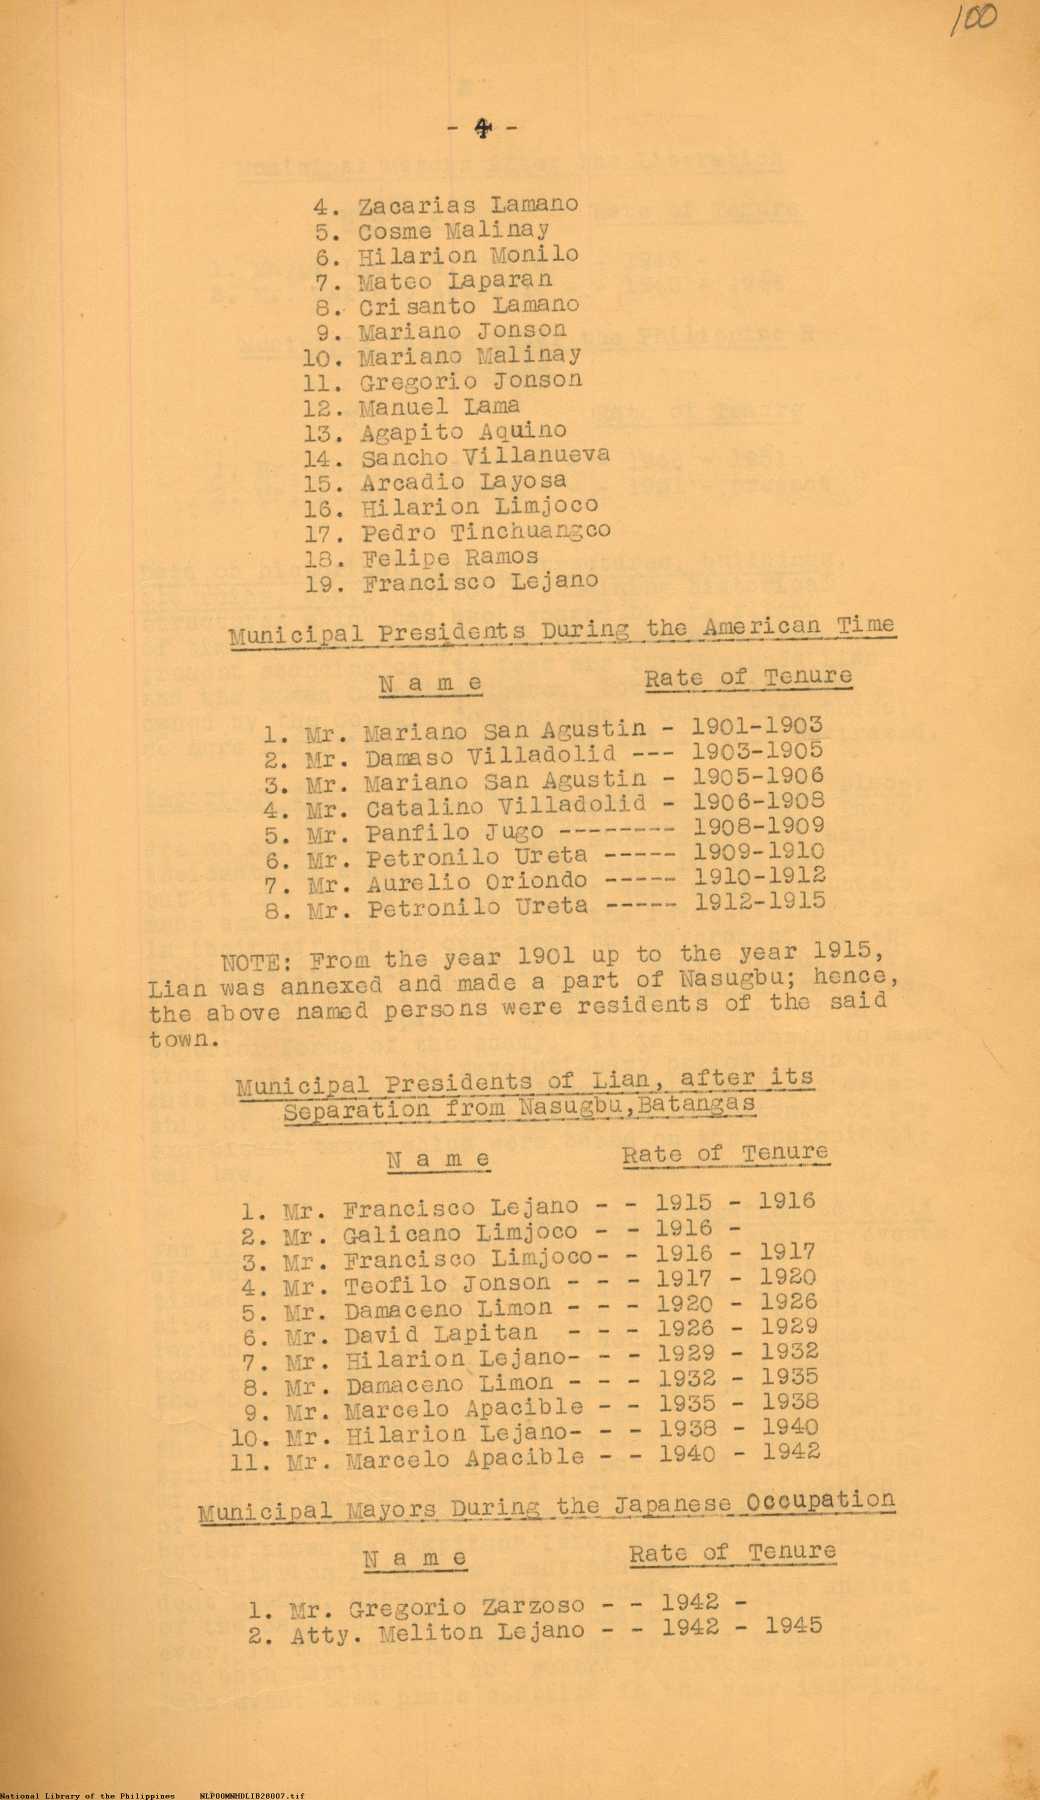 100
- 4 -
4. Zacarias Lamano
5. Cosme Malinay
6. Hilarion Monilo
7. Mateo Laparan
8. Crisanto Lamano
9. Mariano Jonson
10. Mariano Malinay
11. Gregorio Jonson
12. Manuel Lama
13. Agapito Aquino
14. Sancho Villanueva
15. Arcadio Layosa
16. Hilarion Limjoco
17. Pedro Tinchuangco
18. Felipe Ramos
19. Francisco Lejano
Municipal Presidents During the American Time
N a m e Rate of Tenure
1. Mr. Mariano San Agustin - 1901-1903
2. Mr. Damaso Villadolid --- 1903-1905
3. Mr. Mariano San Agustin - 1905-1906
4. Mr. Catalino Villadolid - 1906-1908
5. Mr. Panfilo Jugo -------- 1908-1909
6. Mr. Petronilo Ureta ----- 1909-1910
7. Mr. Aurelio Oriondo ----- 1910-1912
8. Mr. Petronilo Ureta ----- 1912-1915
NOTE: From the year 1901 up to the year 1915,
Lian was annexed and made a part of Nasugbu; hence,
the above named persons were residents of the said
town.
Municipal Presidents of Lian, after its
Separation from Nasugbu,Batangas
N a m e Rate of Tenure
1. Mr. Francisco Lejano - - 1915 - 1916
2. Mr. Galicano Limjoco - - 1916 -
3. Mr. Francisco Limjoco- - 1916 - 1917
4. Mr. Teofilo Jonson - - - 1917 - 1920
5. Mr. Damaceno Limon - - - 1920 - 1926
6. Mr. David Lapitan - - - 1926 - 1929
7. Mr. Hilarion Lejano- - - 1929 - 1932
8. Mr. Damaceno Limon - - - 1932 - 1935
9. Mr. Marcelo Apacible - - 1935 - 1938
10. Mr. Hilarion Lejano- - - 1938 - 1940
11. Mr. Marcelo Apacible - - 1940 - 1942
Municipal Mayors During the Japanese Occupation
N a m e Rate of Tenure
1. Mr. Gregorio Zarzoso - - 1942 -
2. Atty. Meliton Lejano - - 1942 - 1945
National Library of the Philippines NLP00MNHDLIB20007.tif